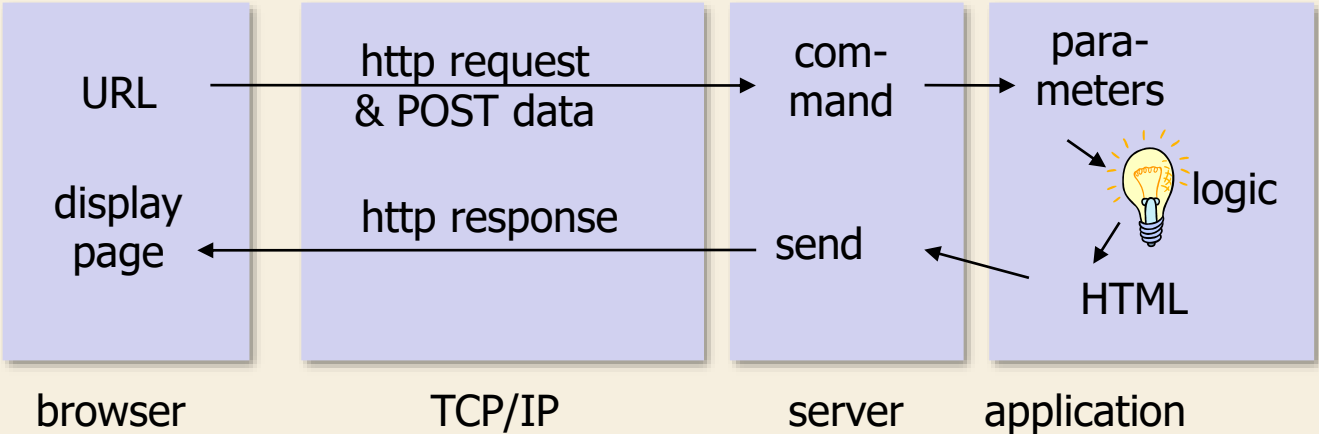 URL
http request
& POST data
com-
mand
para-
meters
logic
display
page
http response
send
HTML
browser
TCP/IP
server
application